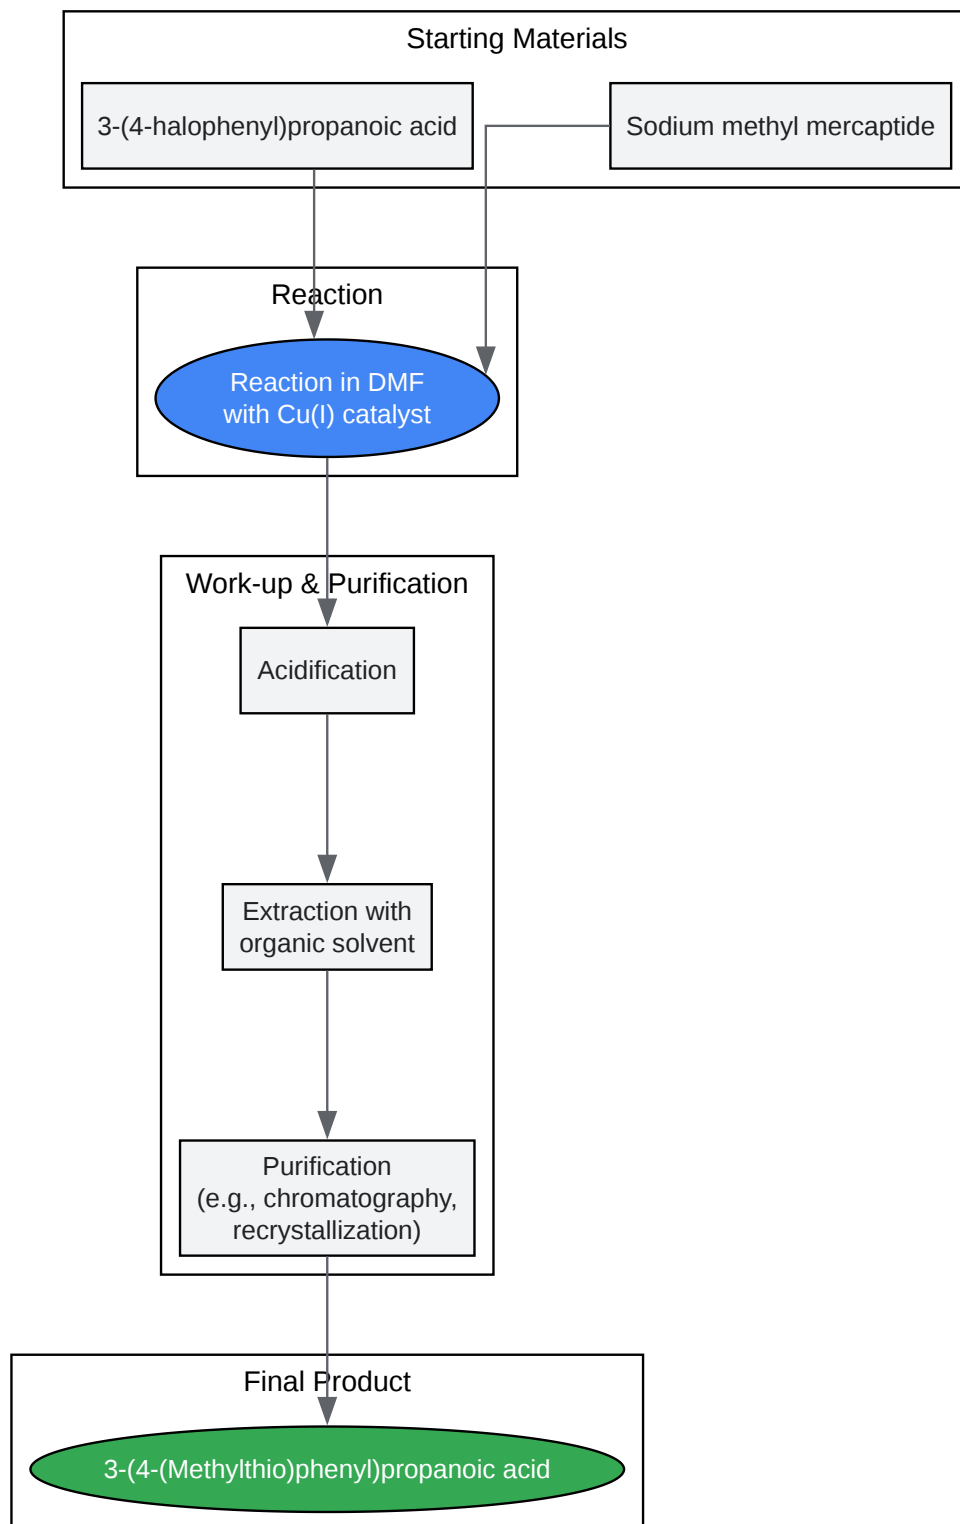 Starting Materials
3-(4-halophenyl)propanoic acid
Sodium methyl mercaptide
Reaction
Reaction in DMF
with Cu(I) catalyst
Work-up & Purification
Acidification
Extraction with
organic solvent
Purification
(e.g., chromatography,
recrystallization)
Final Product
3-(4-(Methylthio)phenyl)propanoic acid